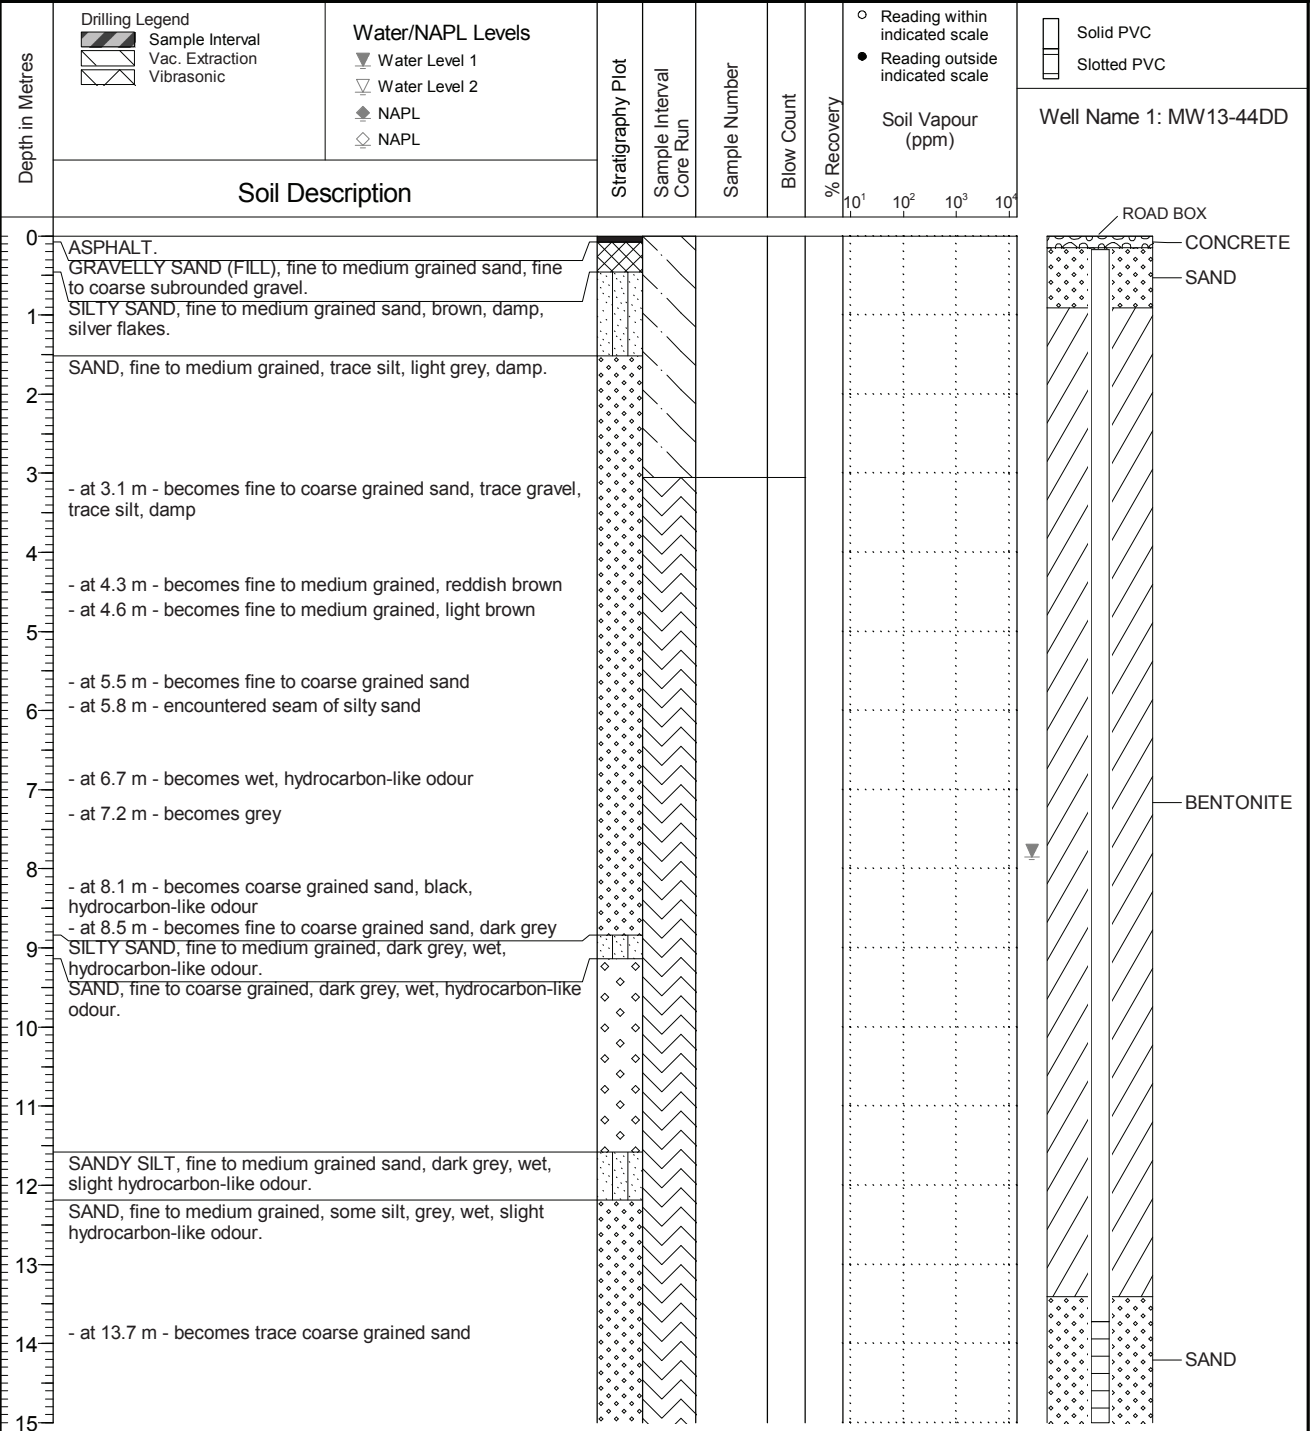 Drilling Legend
Sample Interval
Vac. Extraction
Vibrasonic
Water/NAPL Levels
Water Level 1
Water Level 2
NAPL
NAPL
Reading within
indicated scale
Reading outside
indicated scale
Solid PVC
Slotted PVC
Depth in Metres
Soil Description
Stratigraphy Plot
Sample Interval
Core Run
Sample Number
Blow Count
% Recovery
Soil Vapour
(ppm)
10¹ 10² 10³ 10⁴
Well Name 1: MW13-44DD
ROAD BOX
CONCRETE
SAND
BENTONITE
SAND
0
1
2
3
4
5
6
7
8
9
10
11
12
13
14
15
ASPHALT.
GRAVELLY SAND (FILL), fine to medium grained sand, fine
to coarse subrounded gravel.
SILTY SAND, fine to medium grained sand, brown, damp,
silver flakes.
SAND, fine to medium grained, trace silt, light grey, damp.
- at 3.1 m - becomes fine to coarse grained sand, trace gravel,
trace silt, damp
- at 4.3 m - becomes fine to medium grained, reddish brown
- at 4.6 m - becomes fine to medium grained, light brown
- at 5.5 m - becomes fine to coarse grained sand
- at 5.8 m - encountered seam of silty sand
- at 6.7 m - becomes wet, hydrocarbon-like odour
- at 7.2 m - becomes grey
- at 8.1 m - becomes coarse grained sand, black,
hydrocarbon-like odour
- at 8.5 m - becomes fine to coarse grained sand, dark grey
SILTY SAND, fine to medium grained, dark grey, wet,
hydrocarbon-like odour.
SAND, fine to coarse grained, dark grey, wet, hydrocarbon-like
odour.
SANDY SILT, fine to medium grained sand, dark grey, wet,
slight hydrocarbon-like odour.
SAND, fine to medium grained, some silt, grey, wet, slight
hydrocarbon-like odour.
- at 13.7 m - becomes trace coarse grained sand